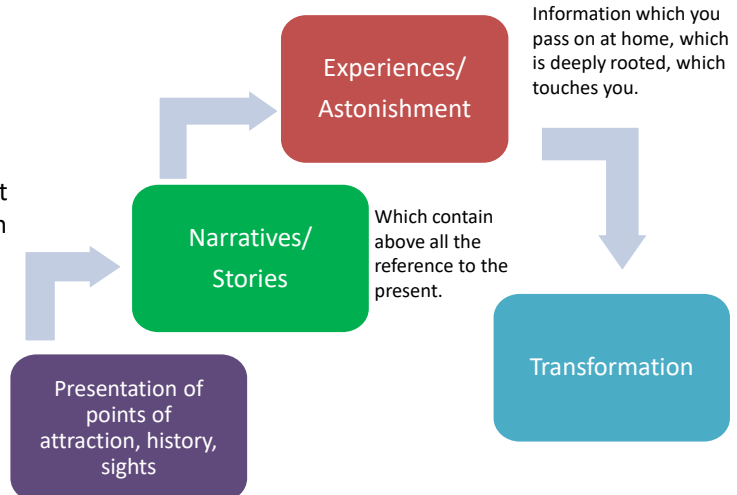 Information which you
pass on at home, which
is deeply rooted, which
touches you.
Experiences/
Astonishment
t
n
Narratives/
Stories
Which contain
above all the
reference to the
present.
Transformation
Presentation of
points of
attraction, history,
sights